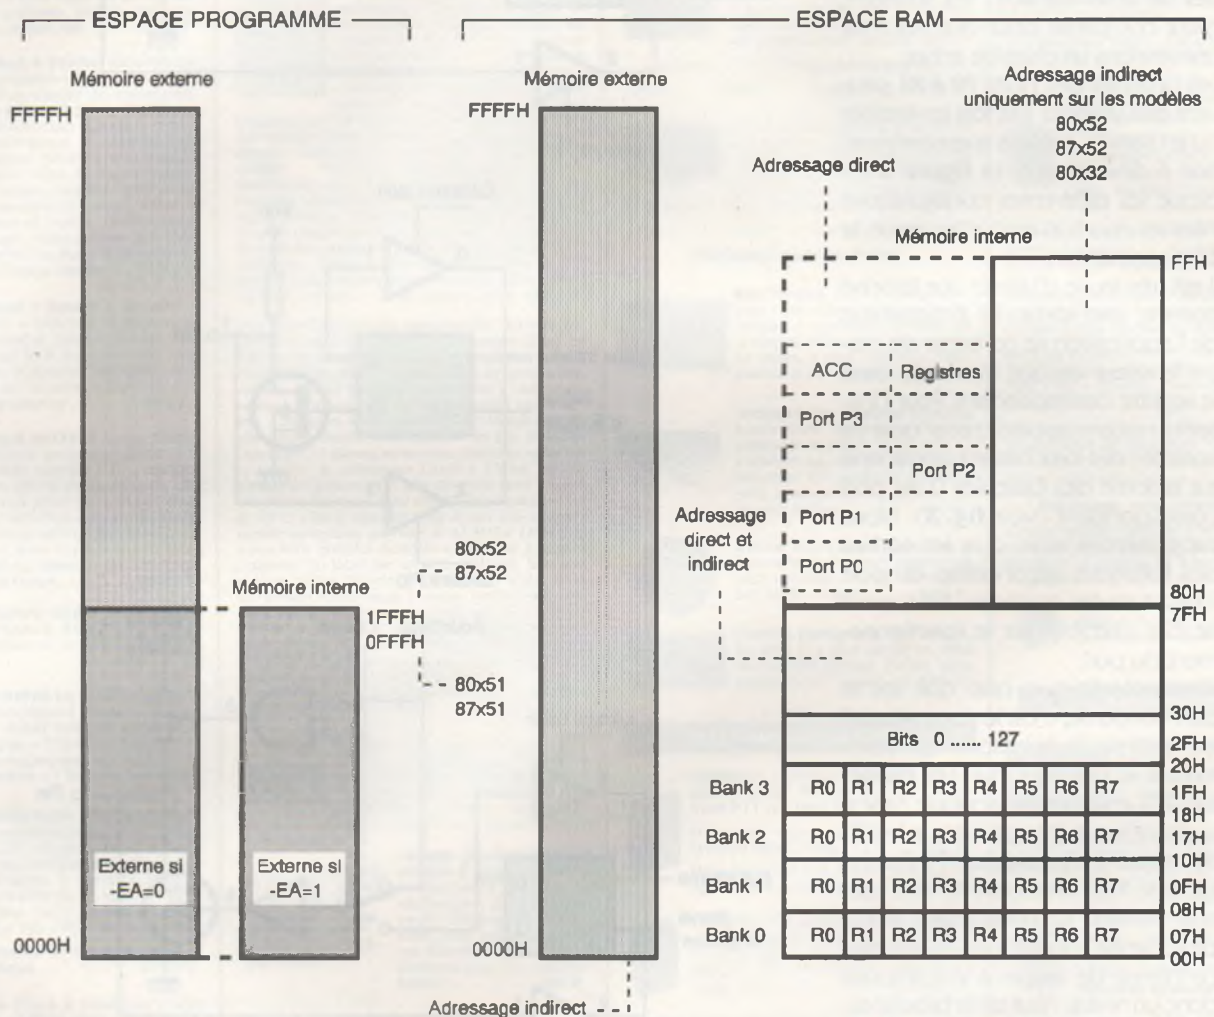 ESPACE PROGRAMME
ESPACE RAM
Mémoire externe
FFFFH
Externe si
-EA=0
0000H
Mémoire interne
1FFFH
0FFFH
Externe si
-EA=1
80x52
87x52
80x51
87x51
Mémoire externe
FFFFH
0000H
Adressage indirect
Adressage indirect
uniquement sur les modèles
80x52
87x52
80x32
Adressage direct
Mémoire interne
FFH
ACC
Registres
Port P3
Port P2
Port P1
Port P0
Adressage
direct et
indirect
80H
7FH
30H
Bits 0 ...... 127
2FH
20H
Bank 3 R0 R1 R2 R3 R4 R5 R6 R7 1FH
18H
Bank 2 R0 R1 R2 R3 R4 R5 R6 R7 17H
10H
Bank 1 R0 R1 R2 R3 R4 R5 R6 R7 0FH
08H
Bank 0 R0 R1 R2 R3 R4 R5 R6 R7 07H
00H